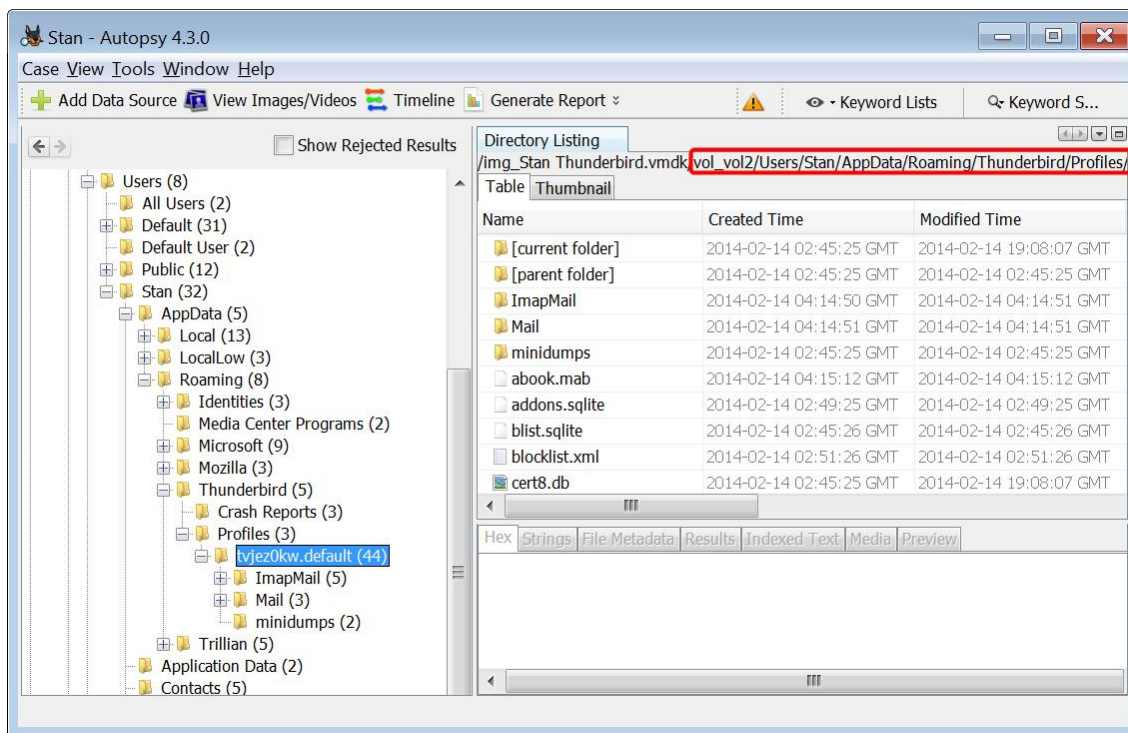 Stan - Autopsy 4.3.0
Case View Tools Window Help
Add Data Source View Images/Videos Timeline Generate Report Keyword Lists Keyword S...
Show Rejected Results
Users (8)
All Users (2)
Default (31)
Default User (2)
Public (12)
Stan (32)
AppData (5)
Local (13)
LocalLow (3)
Roaming (8)
Identities (3)
Media Center Programs (2)
Microsoft (9)
Mozilla (3)
Thunderbird (5)
Crash Reports (3)
Profiles (3)
tvjez0kw.default (44)
ImapMail (5)
Mail (3)
minidumps (2)
Trillian (5)
Application Data (2)
Contacts (5)
Directory Listing
/img_Stan Thunderbird.vmdk/vol_vol2/Users/Stan/AppData/Roaming/Thunderbird/Profiles/
Table Thumbnail
Name Created Time Modified Time
[current folder] 2014-02-14 02:45:25 GMT 2014-02-14 19:08:07 GMT
[parent folder] 2014-02-14 02:45:25 GMT 2014-02-14 02:45:25 GMT
ImapMail 2014-02-14 04:14:50 GMT 2014-02-14 04:14:51 GMT
Mail 2014-02-14 04:14:51 GMT 2014-02-14 04:14:51 GMT
minidumps 2014-02-14 02:45:25 GMT 2014-02-14 02:45:25 GMT
abook.mab 2014-02-14 04:15:12 GMT 2014-02-14 04:15:12 GMT
addons.sqlite 2014-02-14 02:49:25 GMT 2014-02-14 02:49:25 GMT
blist.sqlite 2014-02-14 02:45:26 GMT 2014-02-14 02:45:26 GMT
blocklist.xml 2014-02-14 02:51:26 GMT 2014-02-14 02:51:26 GMT
cert8.db 2014-02-14 02:45:25 GMT 2014-02-14 19:08:07 GMT
Hex Strings File Metadata Results Indexed Text Media Preview